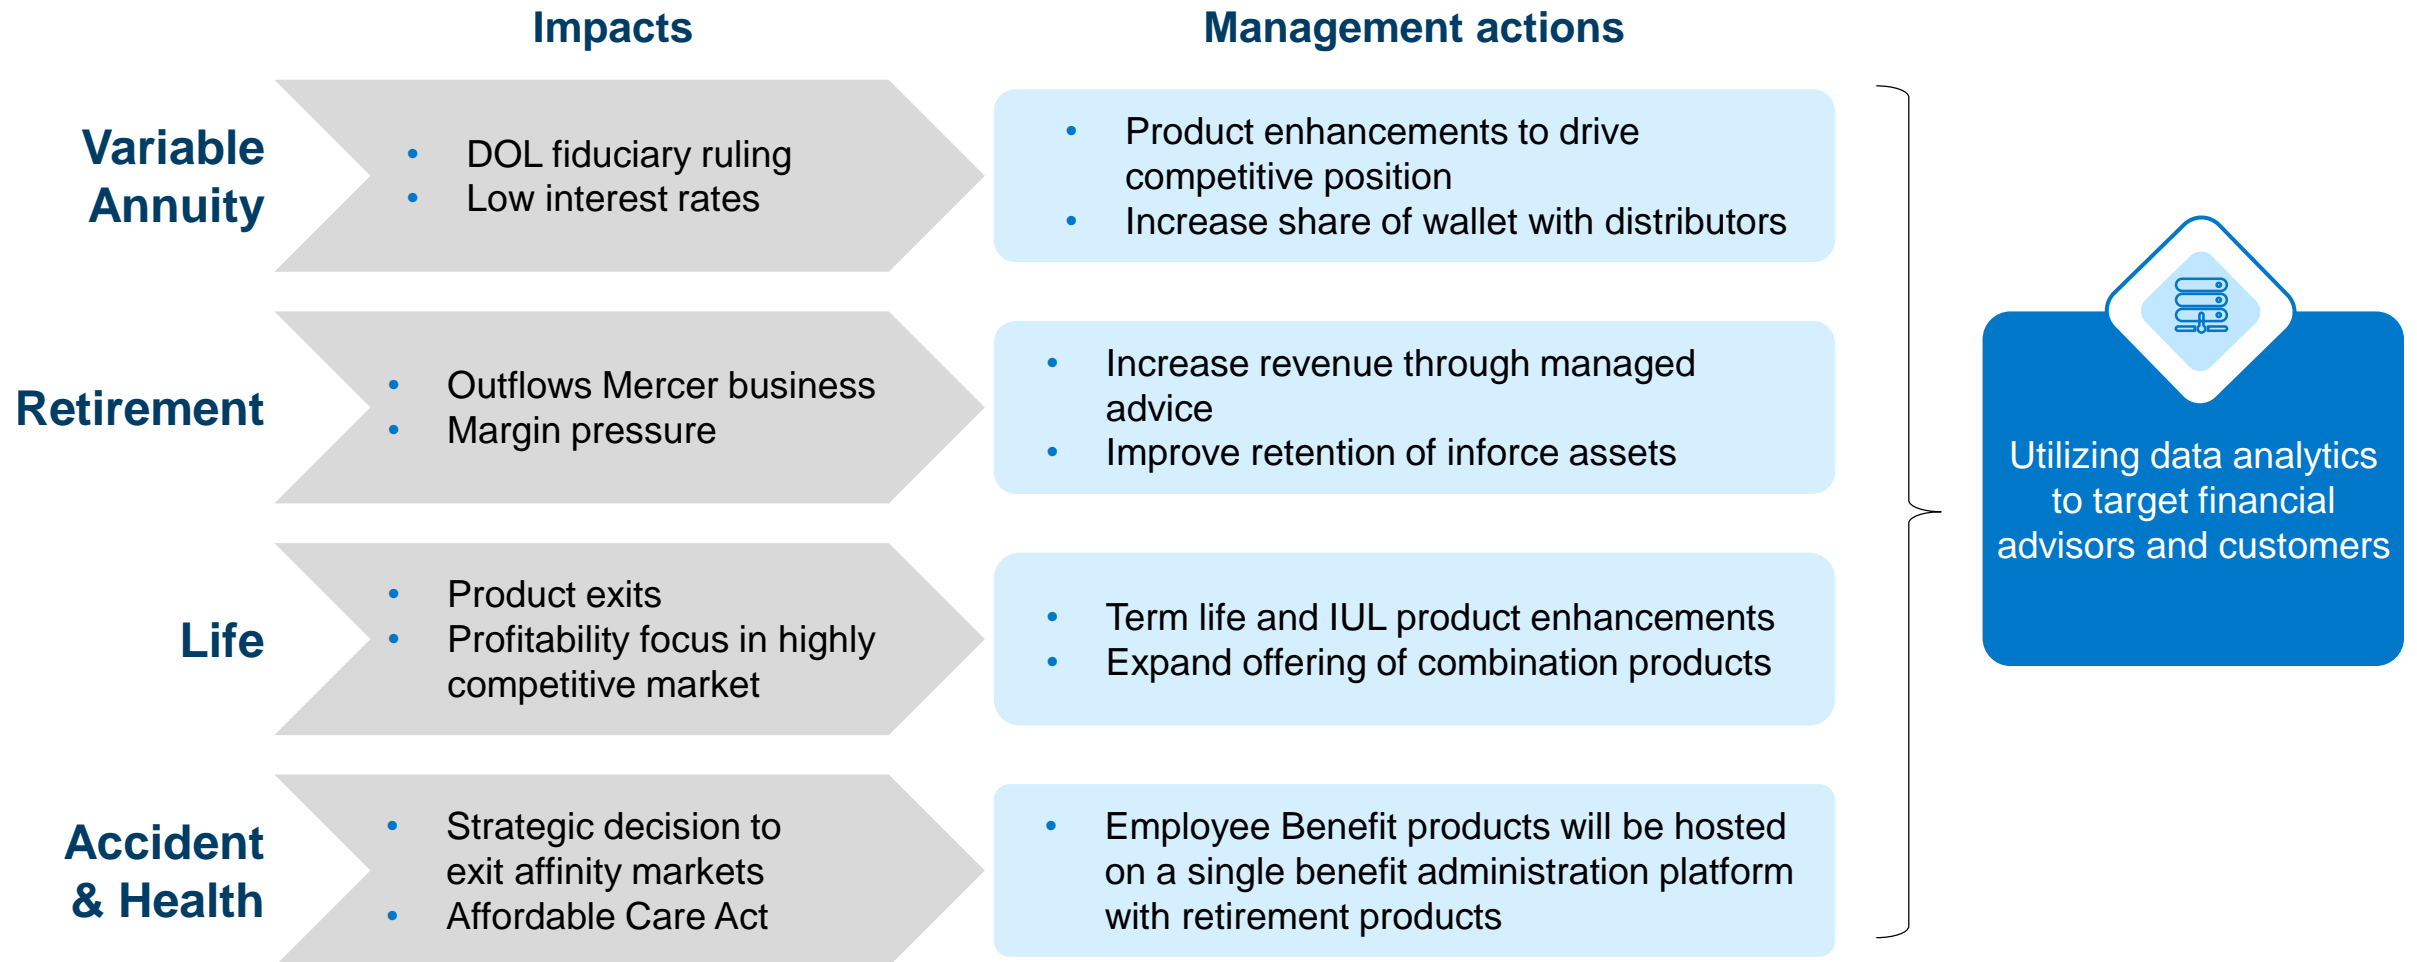 Impacts
Management actions
Variable
Annuity
• DOL fiduciary ruling
• Low interest rates
• Product enhancements to drive
competitive position
• Increase share of wallet with distributors
Retirement
• Outflows Mercer business
• Margin pressure
• Increase revenue through managed
advice
• Improve retention of inforce assets
Life
• Product exits
• Profitability focus in highly
competitive market
• Term life and IUL product enhancements
• Expand offering of combination products
Accident
& Health
• Strategic decision to
exit affinity markets
• Affordable Care Act
• Employee Benefit products will be hosted
on a single benefit administration platform
with retirement products
Utilizing data analytics
to target financial
advisors and customers